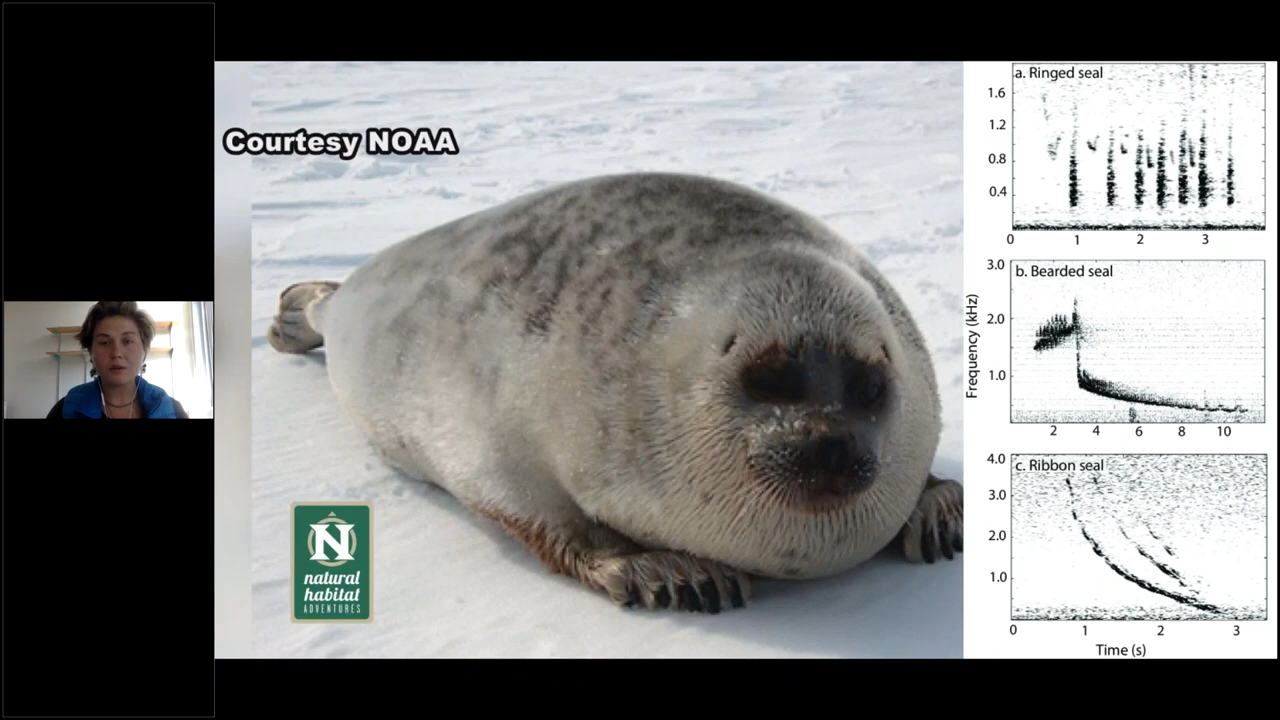 Courtesy NOAA
N
natural
habitat
ADVENTURES
a. Ringed seal
1.6
1.2
0.8
0.4
0
1
2
3
b. Bearded seal
3.0
2.0
1.0
2
4
6
8
10
Frequency (kHz)
c. Ribbon seal
4.0
3.0
2.0
1.0
0
1
2
3
Time (s)